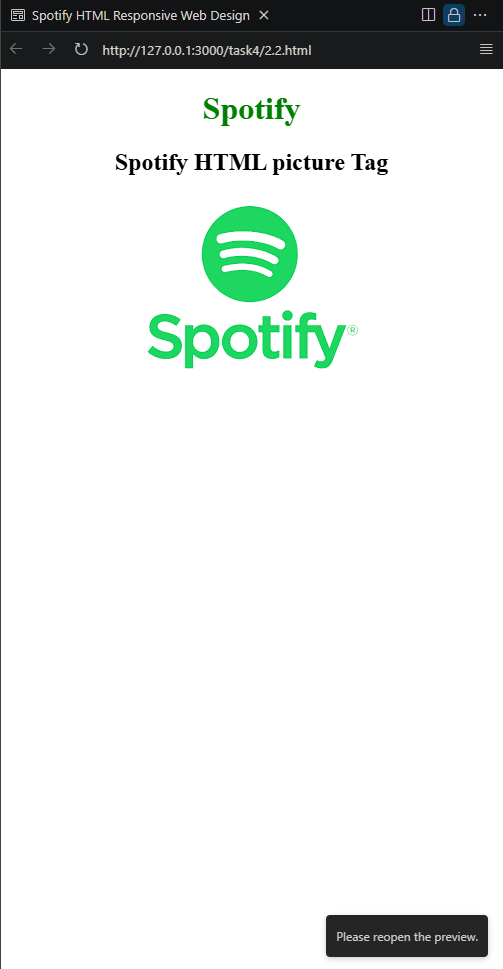 Spotify HTML Responsive Web Design
http://127.0.0.1:3000/task4/2.2.html
Spotify
Spotify HTML picture Tag
Spotify®
Please reopen the preview.